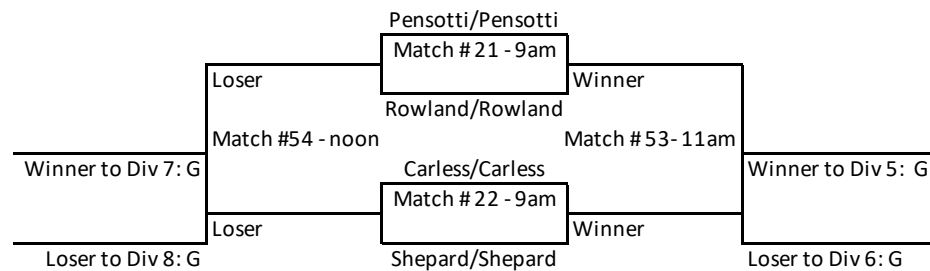 Pensotti/Pensotti
Match #21 - 9am
Loser
Winner
Rowland/Rowland
Match #54 - noon
Match #53- 11am
Winner to Div 7: G
Carless/Carless
Winner to Div 5: G
Match #22 - 9am
Loser
Winner
Loser to Div 8: G
Shepard/Shepard
Loser to Div 6: G